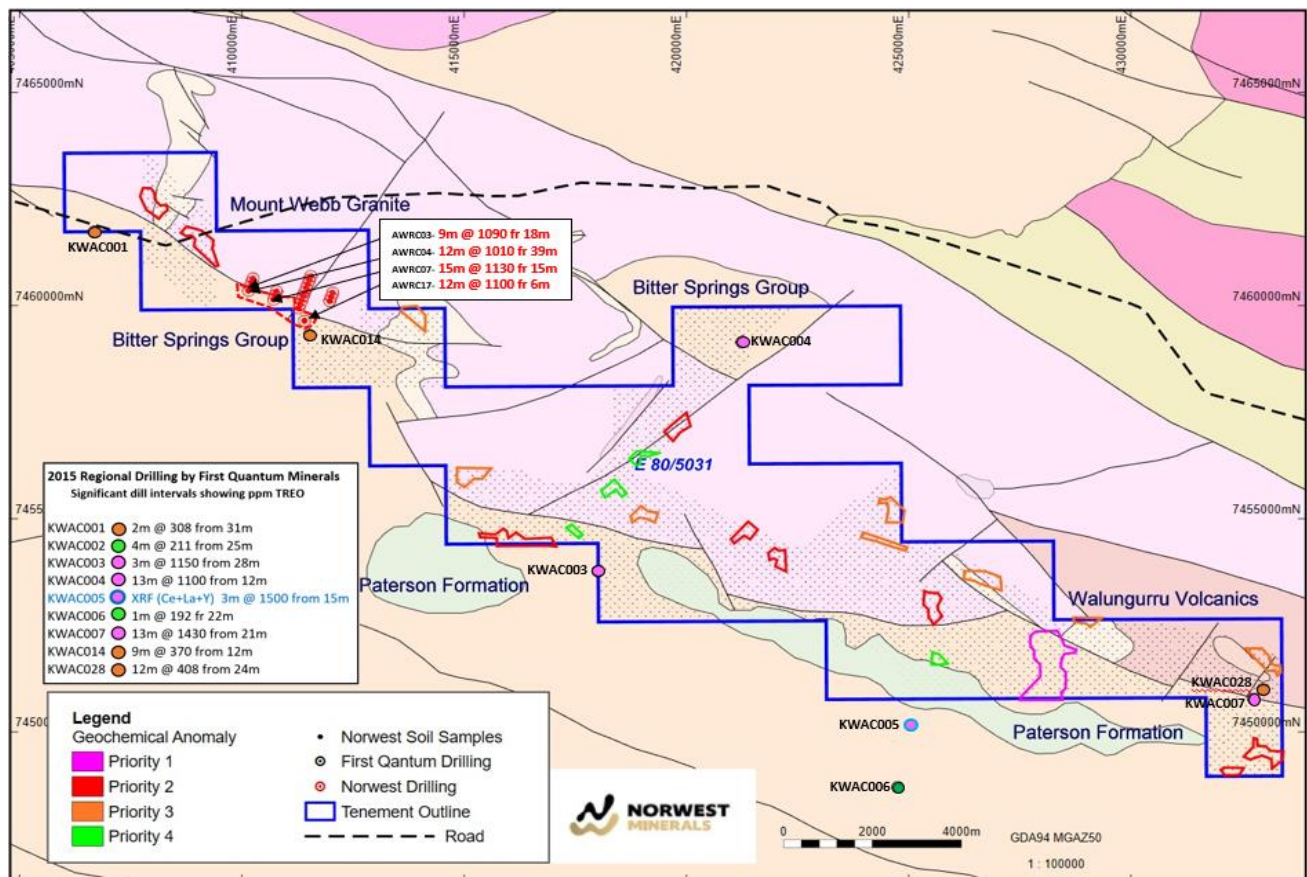 405000mE
410000mE
415000mE
420000mE
425000mE
430000mE
7465000mN
7465000mN
Mount Webb Granite
KWAC001
AWRC03- 9m @ 1090 fr 18m
AWRC04- 12m @ 1010 fr 39m
AWRC07- 15m @ 1130 fr 15m
AWRC17- 12m @ 1100 fr 6m
7460000mN
7460000mN
Bitter Springs Group
Bitter Springs Group
KWAC014
KWAC004
E 80/5031
2015 Regional Drilling by First Quantum Minerals
Significant dill intervals showing ppm TREO
KWAC001 2m @ 308 from 31m
KWAC002 4m @ 211 from 25m
KWAC003 3m @ 1150 from 28m
KWAC004 13m @ 1100 from 12m
KWAC005 XRF (Ce+La+Y) 3m @ 1500 from 15m
KWAC006 1m @ 192 fr 22m
KWAC007 13m @ 1430 from 21m
KWAC014 9m @ 370 from 12m
KWAC028 12m @ 408 from 24m
7455000mN
7455000mN
Paterson Formation
KWAC003
Walungurru Volcanics
KWAC028
KWAC007
KWAC005
Paterson Formation
7450000mN
7450000mN
KWAC006
Legend
Geochemical Anomaly
Priority 1
Priority 2
Priority 3
Priority 4
Norwest Soil Samples
First Qantum Drilling
Norwest Drilling
Tenement Outline
Road
NORWEST
MINERALS
0 2000 4000m
GDA94 MGAZ50
1 : 100000